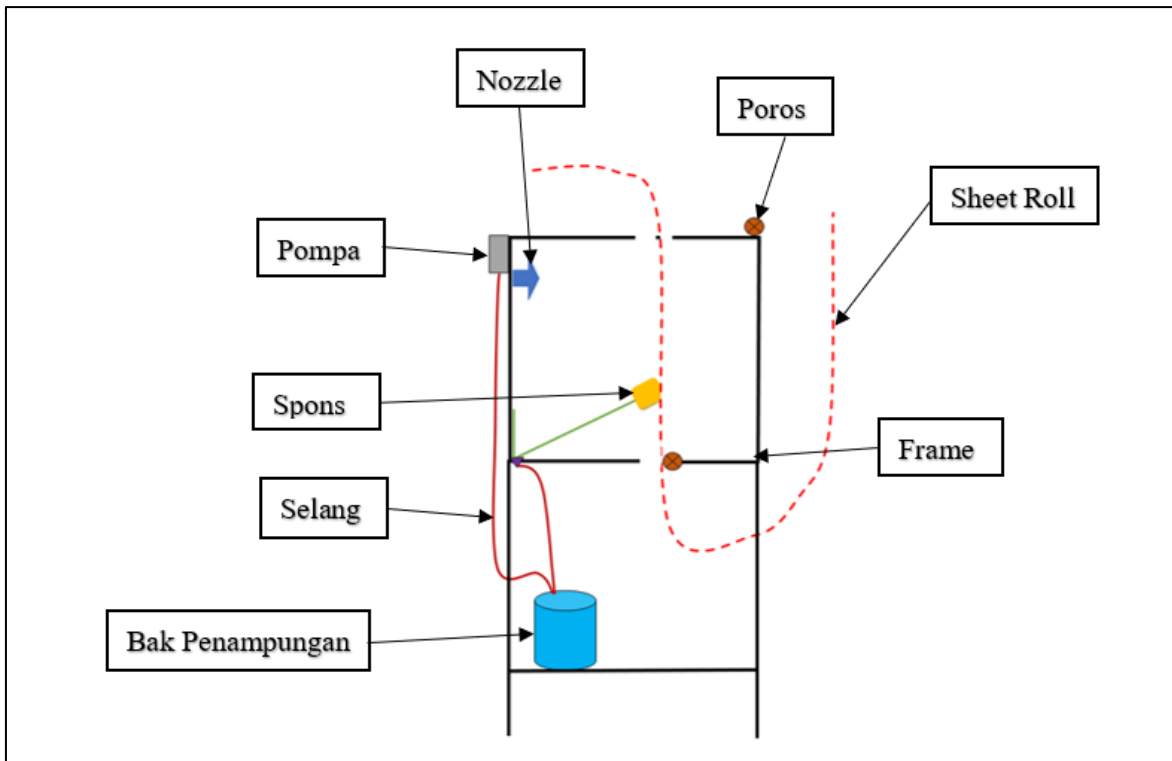 Nozzle
Poros
Sheet Roll
Pompa
Spons
Frame
Selang
Bak Penampungan